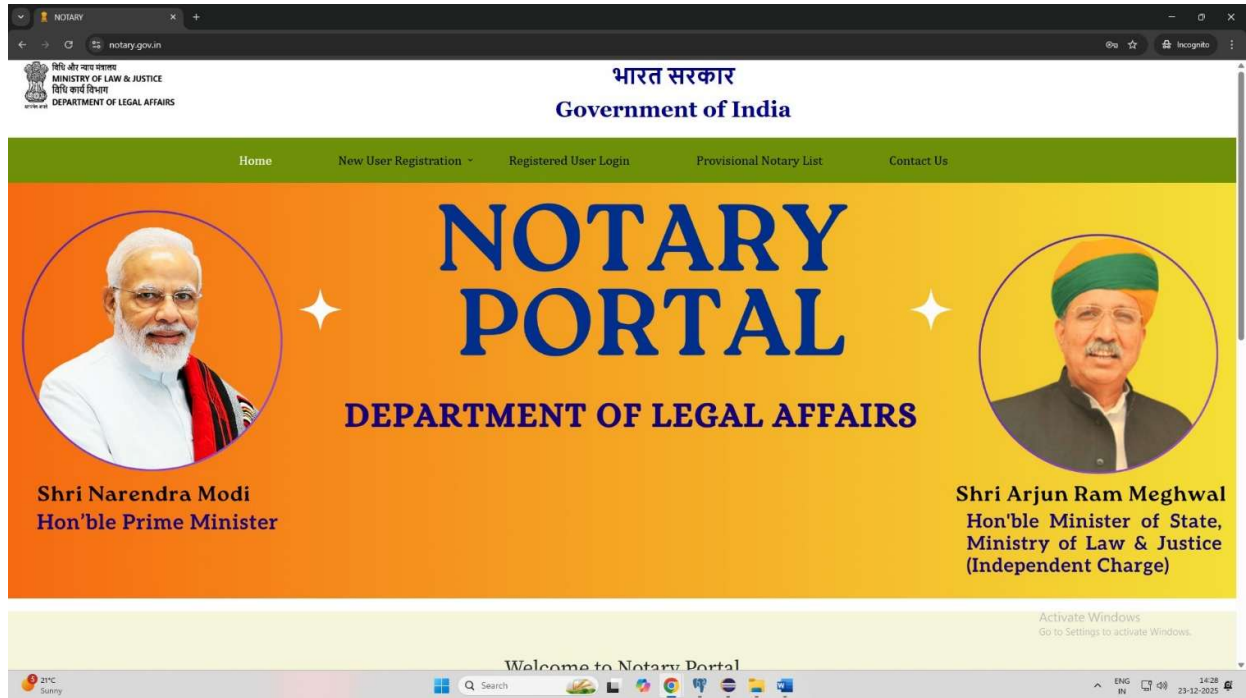 NOTARY
notary.gov.in
Incognito
विधि और न्याय मंत्रालय
MINISTRY OF LAW & JUSTICE
विधि कार्य विभाग
DEPARTMENT OF LEGAL AFFAIRS
भारत सरकार
Government of India
Home New User Registration Registered User Login Provisional Notary List Contact Us
NOTARY
PORTAL
DEPARTMENT OF LEGAL AFFAIRS
Shri Narendra Modi
Hon'ble Prime Minister
Shri Arjun Ram Meghwal
Hon'ble Minister of State,
Ministry of Law & Justice
(Independent Charge)
Activate Windows
Go to Settings to activate Windows.
Welcome to Notary Portal
21°C
Sunny
Search
ENG
IN
14:28
23-12-2025